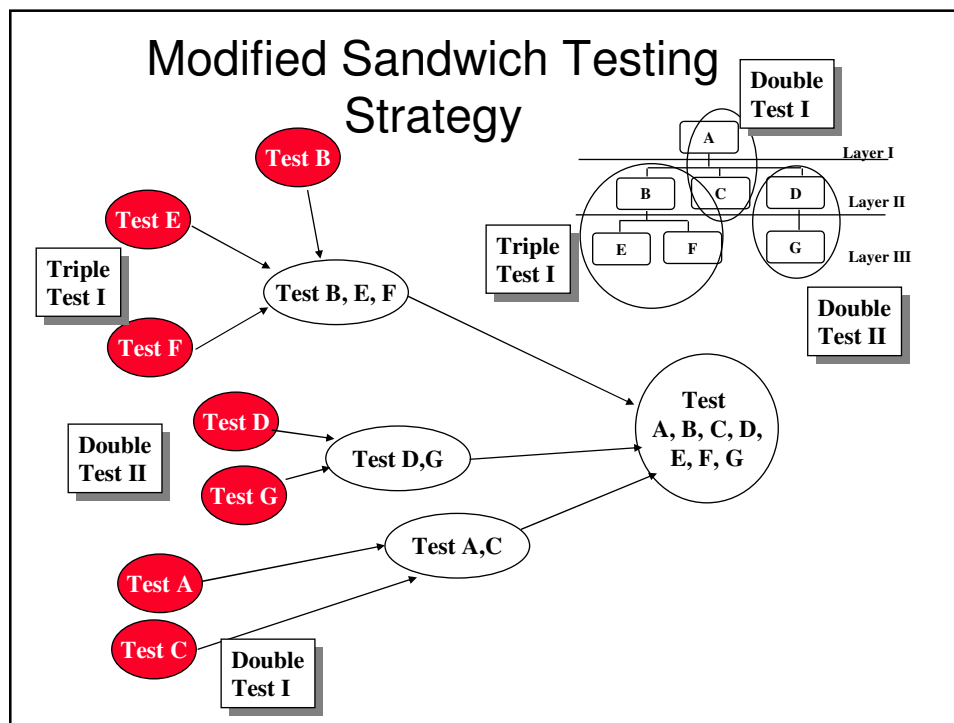 Modified Sandwich Testing
Strategy
Double
Test I
A
Layer I
B
C
D
Layer II
E
F
G
Layer III
Triple
Test I
Double
Test II
Test B
Test E
Triple
Test I
Test B, E, F
Test F
Test D
Double
Test II
Test D,G
Test G
Test
A, B, C, D,
E, F, G
Test A,C
Test A
Test C
Double
Test I